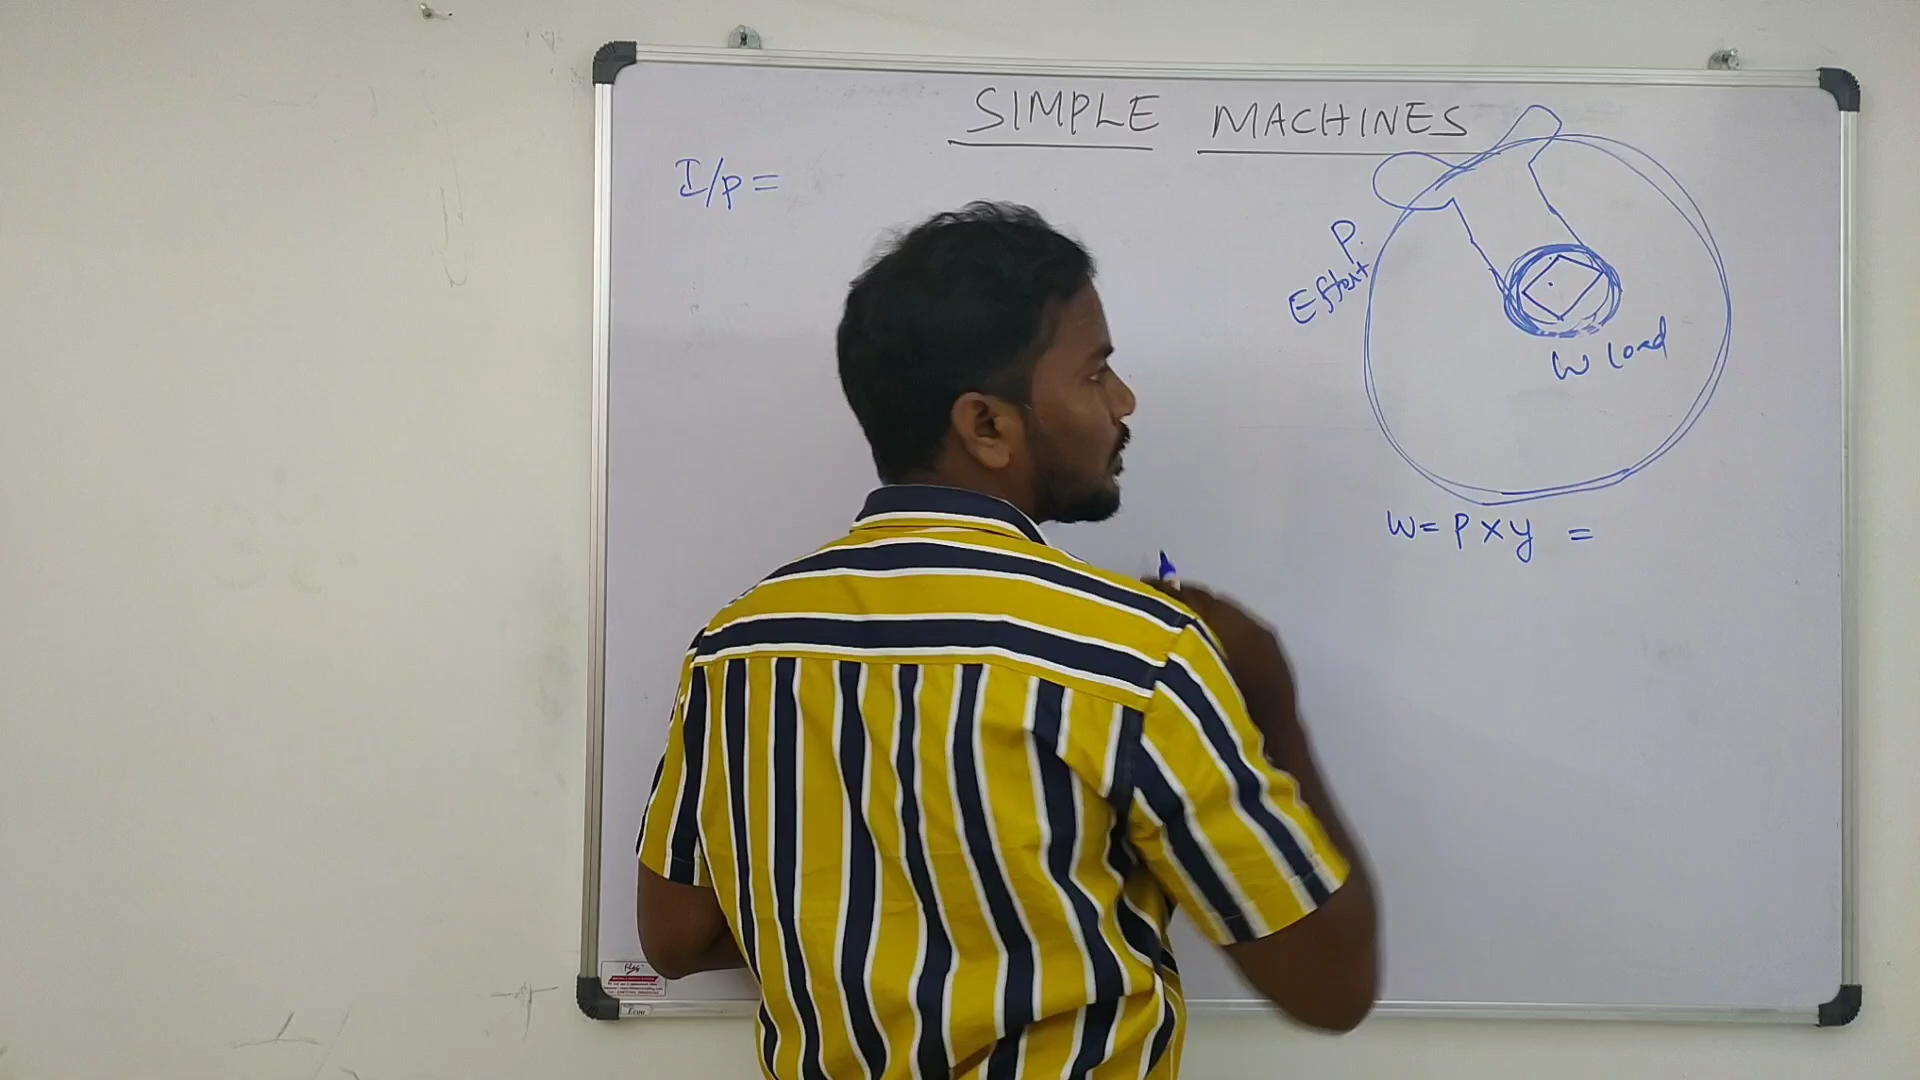 SIMPLE MACHINES
I/p =
P.
Effort
W load
W = P x y =